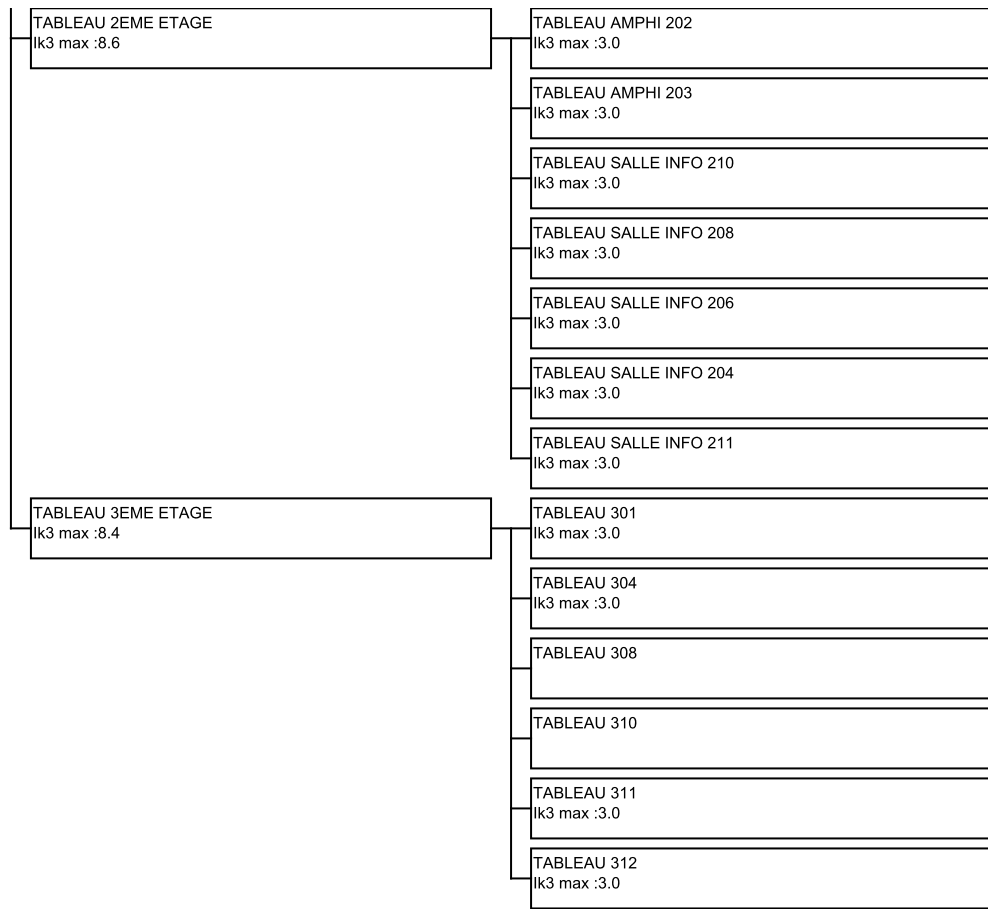 TABLEAU 2EME ETAGE
Ik3 max :8.6
TABLEAU AMPHI 202
Ik3 max :3.0
TABLEAU AMPHI 203
Ik3 max :3.0
TABLEAU SALLE INFO 210
Ik3 max :3.0
TABLEAU SALLE INFO 208
Ik3 max :3.0
TABLEAU SALLE INFO 206
Ik3 max :3.0
TABLEAU SALLE INFO 204
Ik3 max :3.0
TABLEAU SALLE INFO 211
Ik3 max :3.0
TABLEAU 3EME ETAGE
Ik3 max :8.4
TABLEAU 301
Ik3 max :3.0
TABLEAU 304
Ik3 max :3.0
TABLEAU 308
TABLEAU 310
TABLEAU 311
Ik3 max :3.0
TABLEAU 312
Ik3 max :3.0